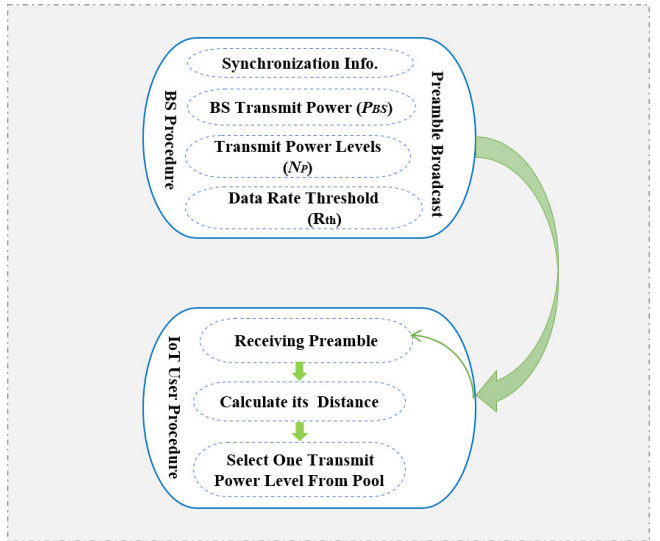 BS Procedure
Synchronization Info.
BS Transmit Power (PBS)
Transmit Power Levels
(NP)
Data Rate Threshold
(Rth)
Preamble Broadcast
IoT User Procedure
Receiving Preamble
Calculate its Distance
Select One Transmit
Power Level From Pool